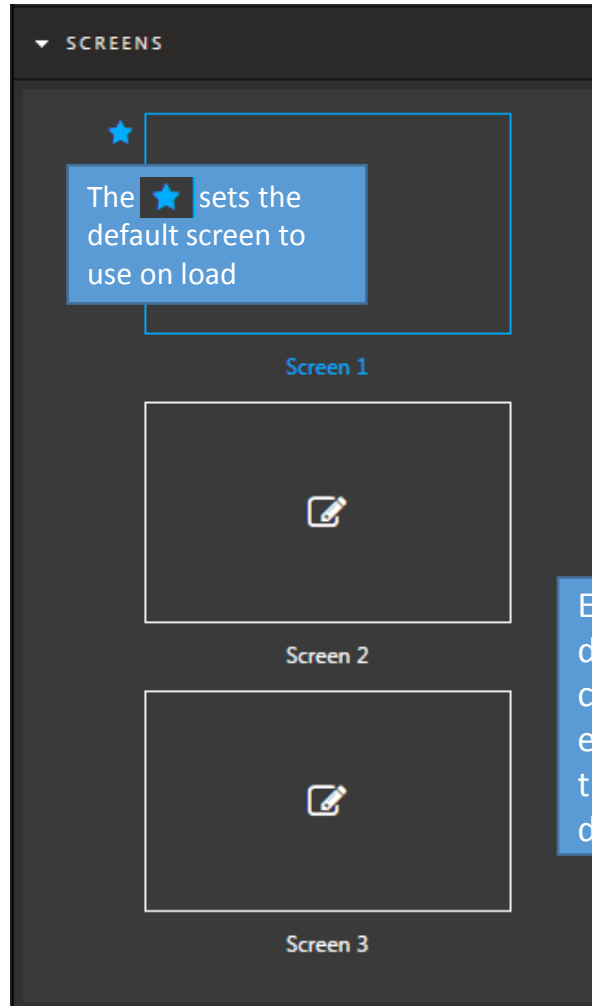 SCREENS
The ★ sets the
default screen to
use on load
Screen 1
Screen 2
Screen 3